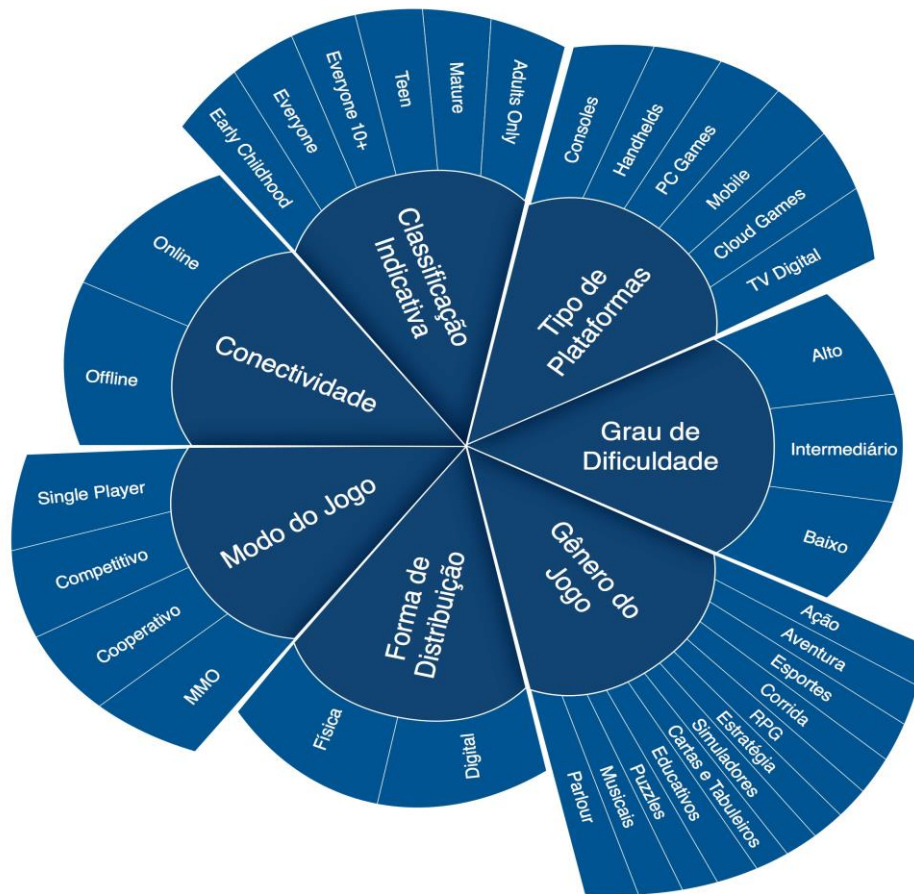 Classificação
Indicativa
Early Childhood
Everyone
Everyone 10+
Teen
Mature
Adults Only
Tipo de
Plataformas
Consoles
Handhelds
PC Games
Mobile
Cloud Games
TV Digital
Grau de
Dificuldade
Alto
Intermediário
Baixo
Gênero do
Jogo
Ação
Aventura
Esportes
Corrida
RPG
Estratégia
Simuladores
Cartas e Tabuleiros
Educativos
Puzzles
Musicais
Parlour
Forma de
Distribuição
Digital
Física
Modo do Jogo
MMO
Cooperativo
Competitivo
Single Player
Conectividade
Offline
Online